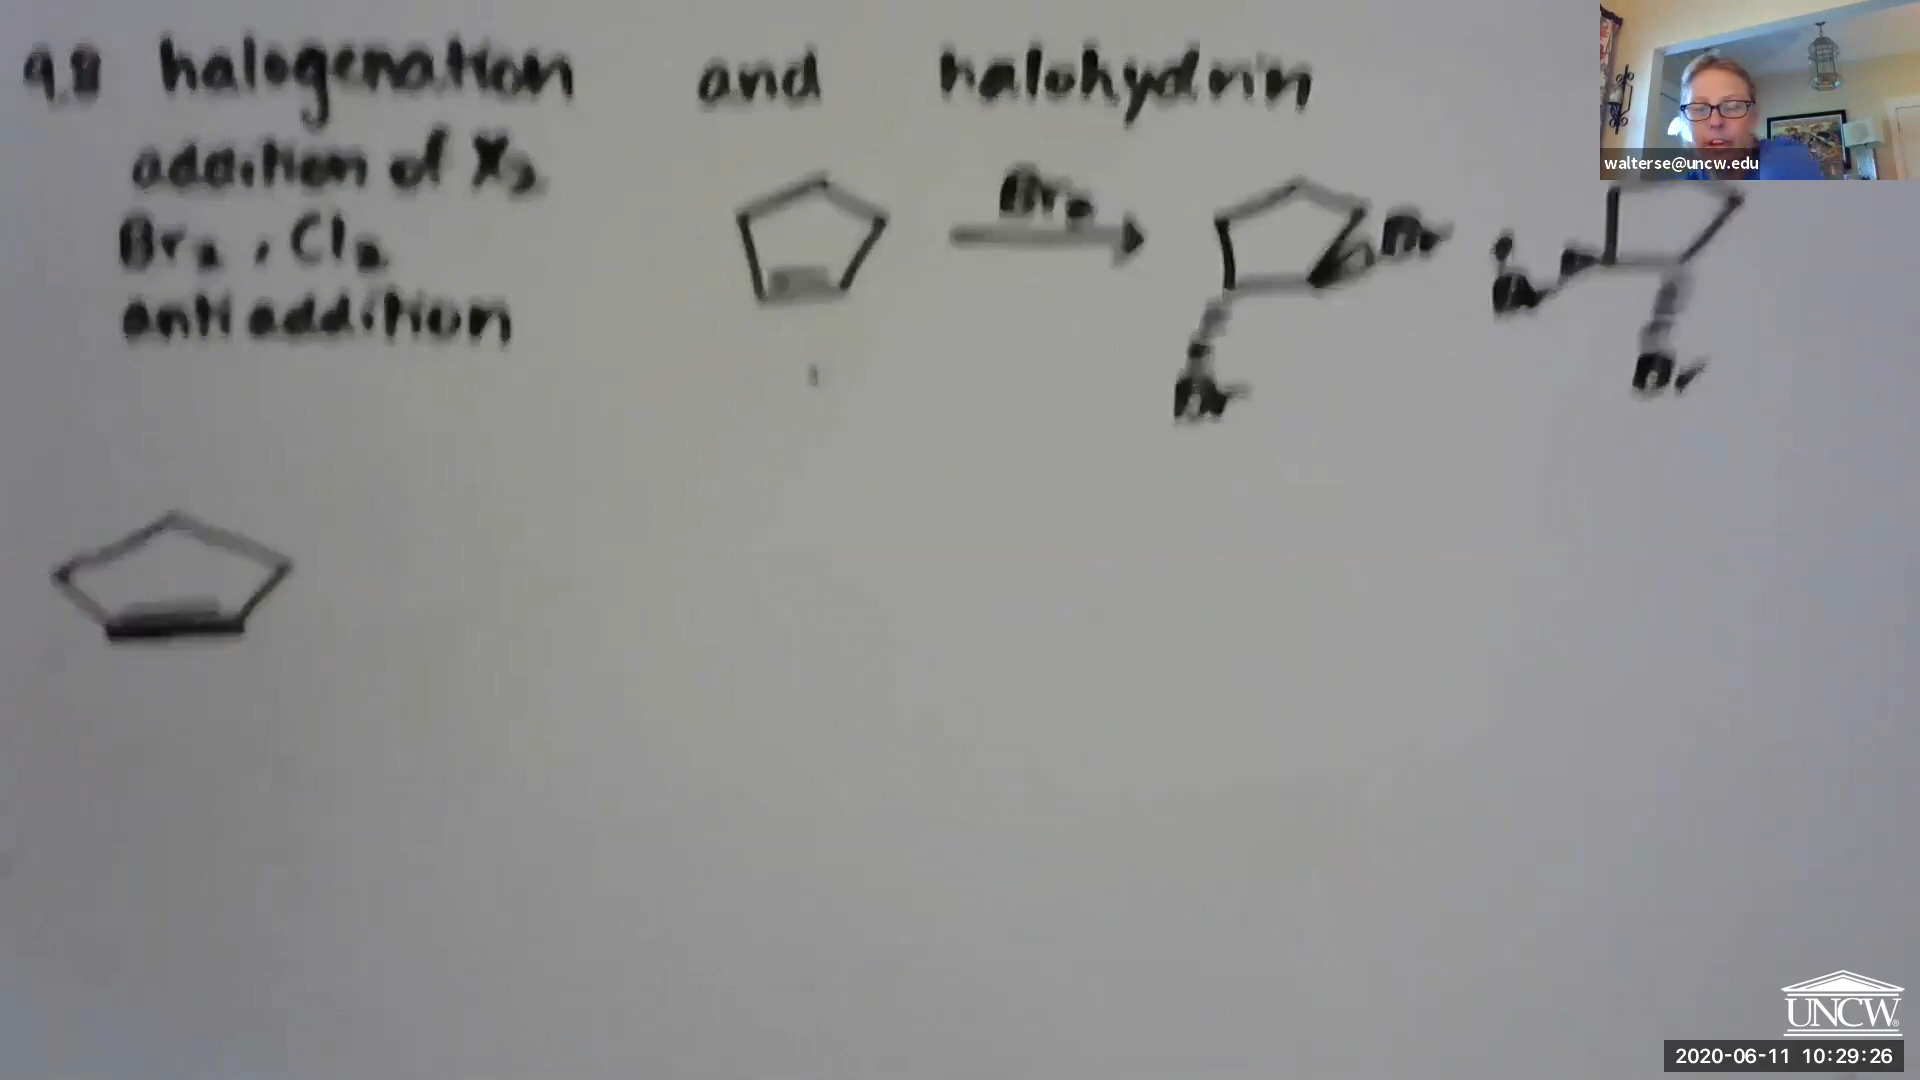 9.8 halogenation and halohydrin
addition of X₂
Br₂, Cl₂
anti addition
Br₂
Br
Br
Br
Br
walterse@uncw.edu
UNCW
2020-06-11 10:29:26